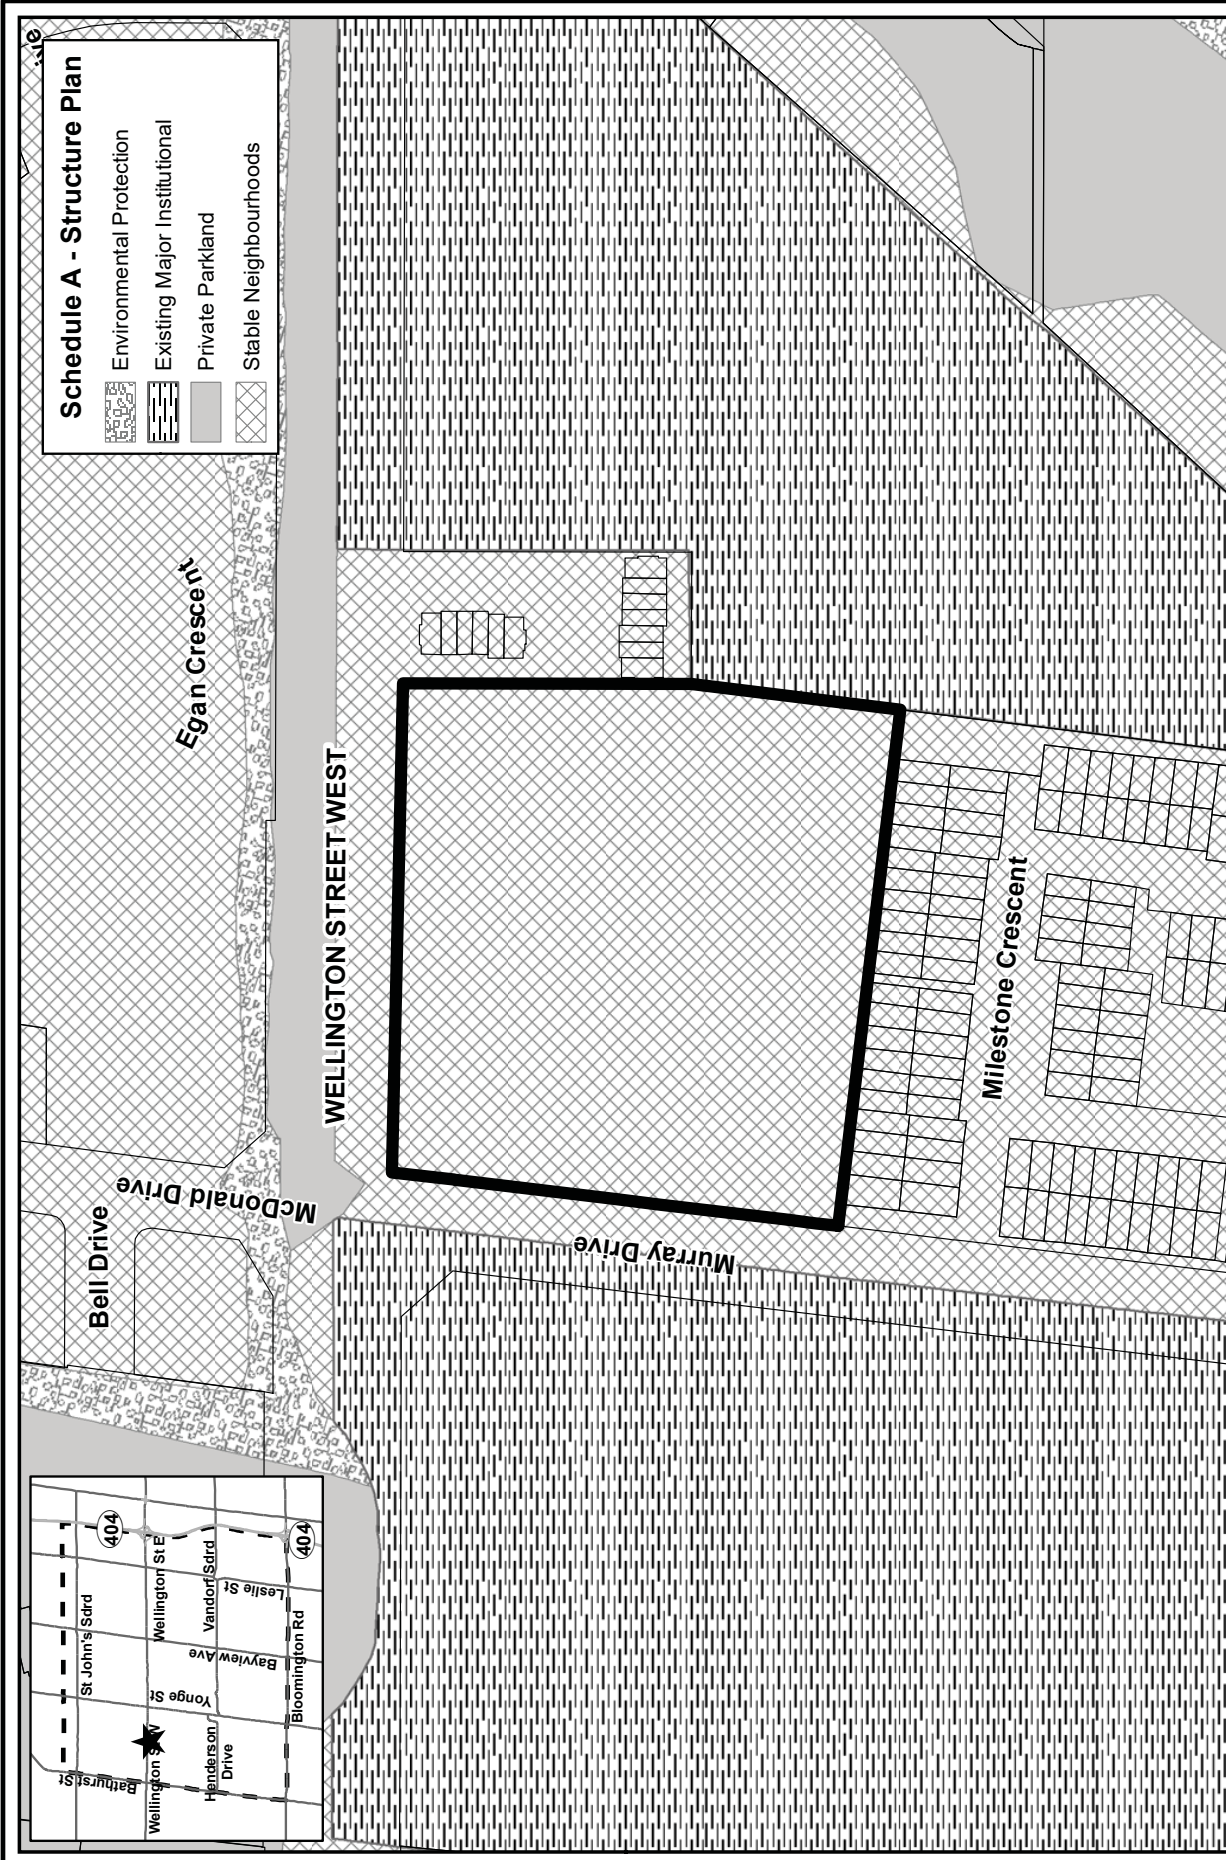 ive
Schedule A - Structure Plan
Environmental Protection
Existing Major Institutional
Private Parkland
Stable Neighbourhoods
Egan Crescent
WELLINGTON STREET WEST
McDonald Drive
Bell Drive
Murray Drive
Milestone Crescent
404
404
St John's Sdrd
Wellington St E
Vandorf Sdrd
Leslie St
Bayview Ave
Bloomington Rd
Yonge St
Bathurst St
Wellington St W
Henderson
Drive